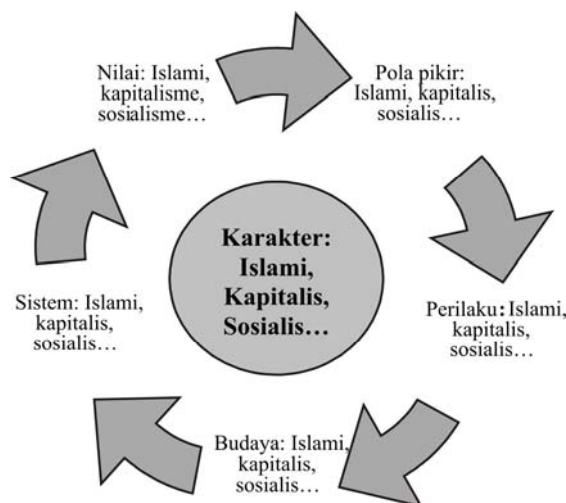 Nilai: Islami,
kapitalisme,
sosialisme…
Pola pikir:
Islami, kapitalis,
sosialis…
Perilaku: Islami,
kapitalis,
sosialis…
Budaya: Islami,
kapitalis,
sosialis…
Sistem: Islami,
kapitalis,
sosialis…
Karakter:
Islami,
Kapitalis,
Sosialis…